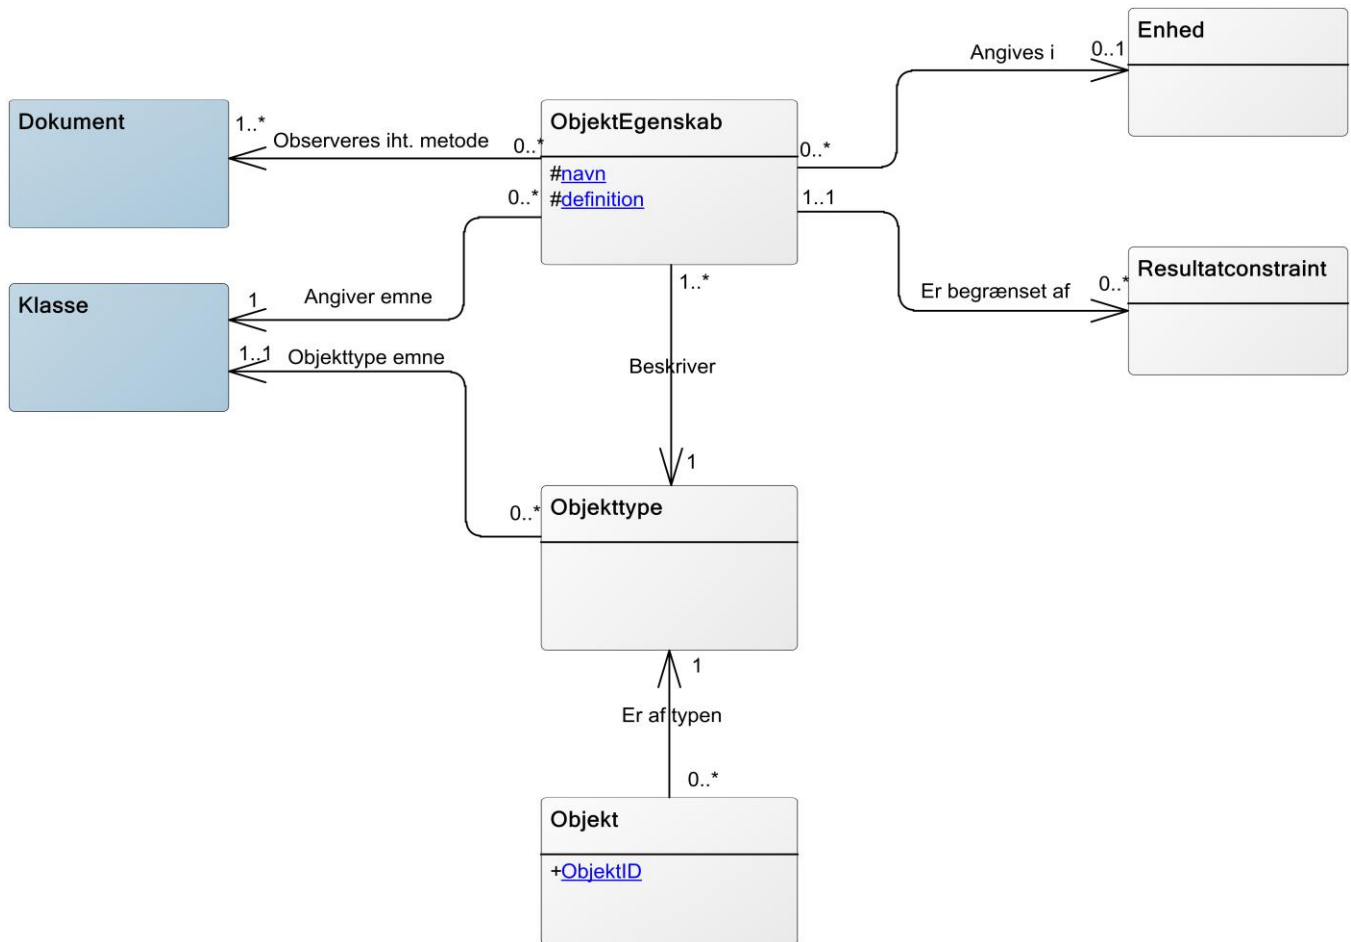 Enhed
Angives i
0..1
Dokument
ObjektEgenskab
1..*
Observeres iht. metode
0..*
0..*
#navn
#definition
0..*
1..1
Klasse
1
Angiver emne
1..*
Er begrænset af
0..*
Resultatconstraint
1..1
Objekttype emne
Beskriver
1
0..*
Objekttype
1
Er af typen
0..*
Objekt
+ObjektID